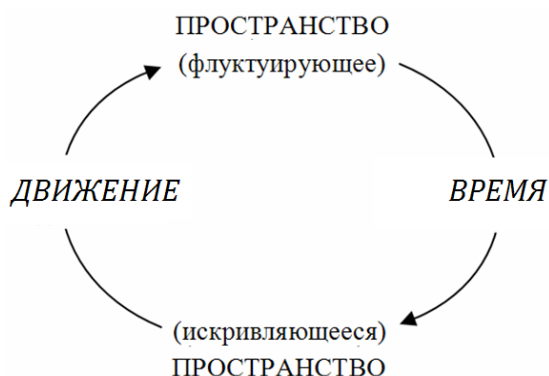 ПРОСТРАНСТВО
(флуктуирующее)
ДВИЖЕНИЕ
ВРЕМЯ
(искривляющееся)
ПРОСТРАНСТВО